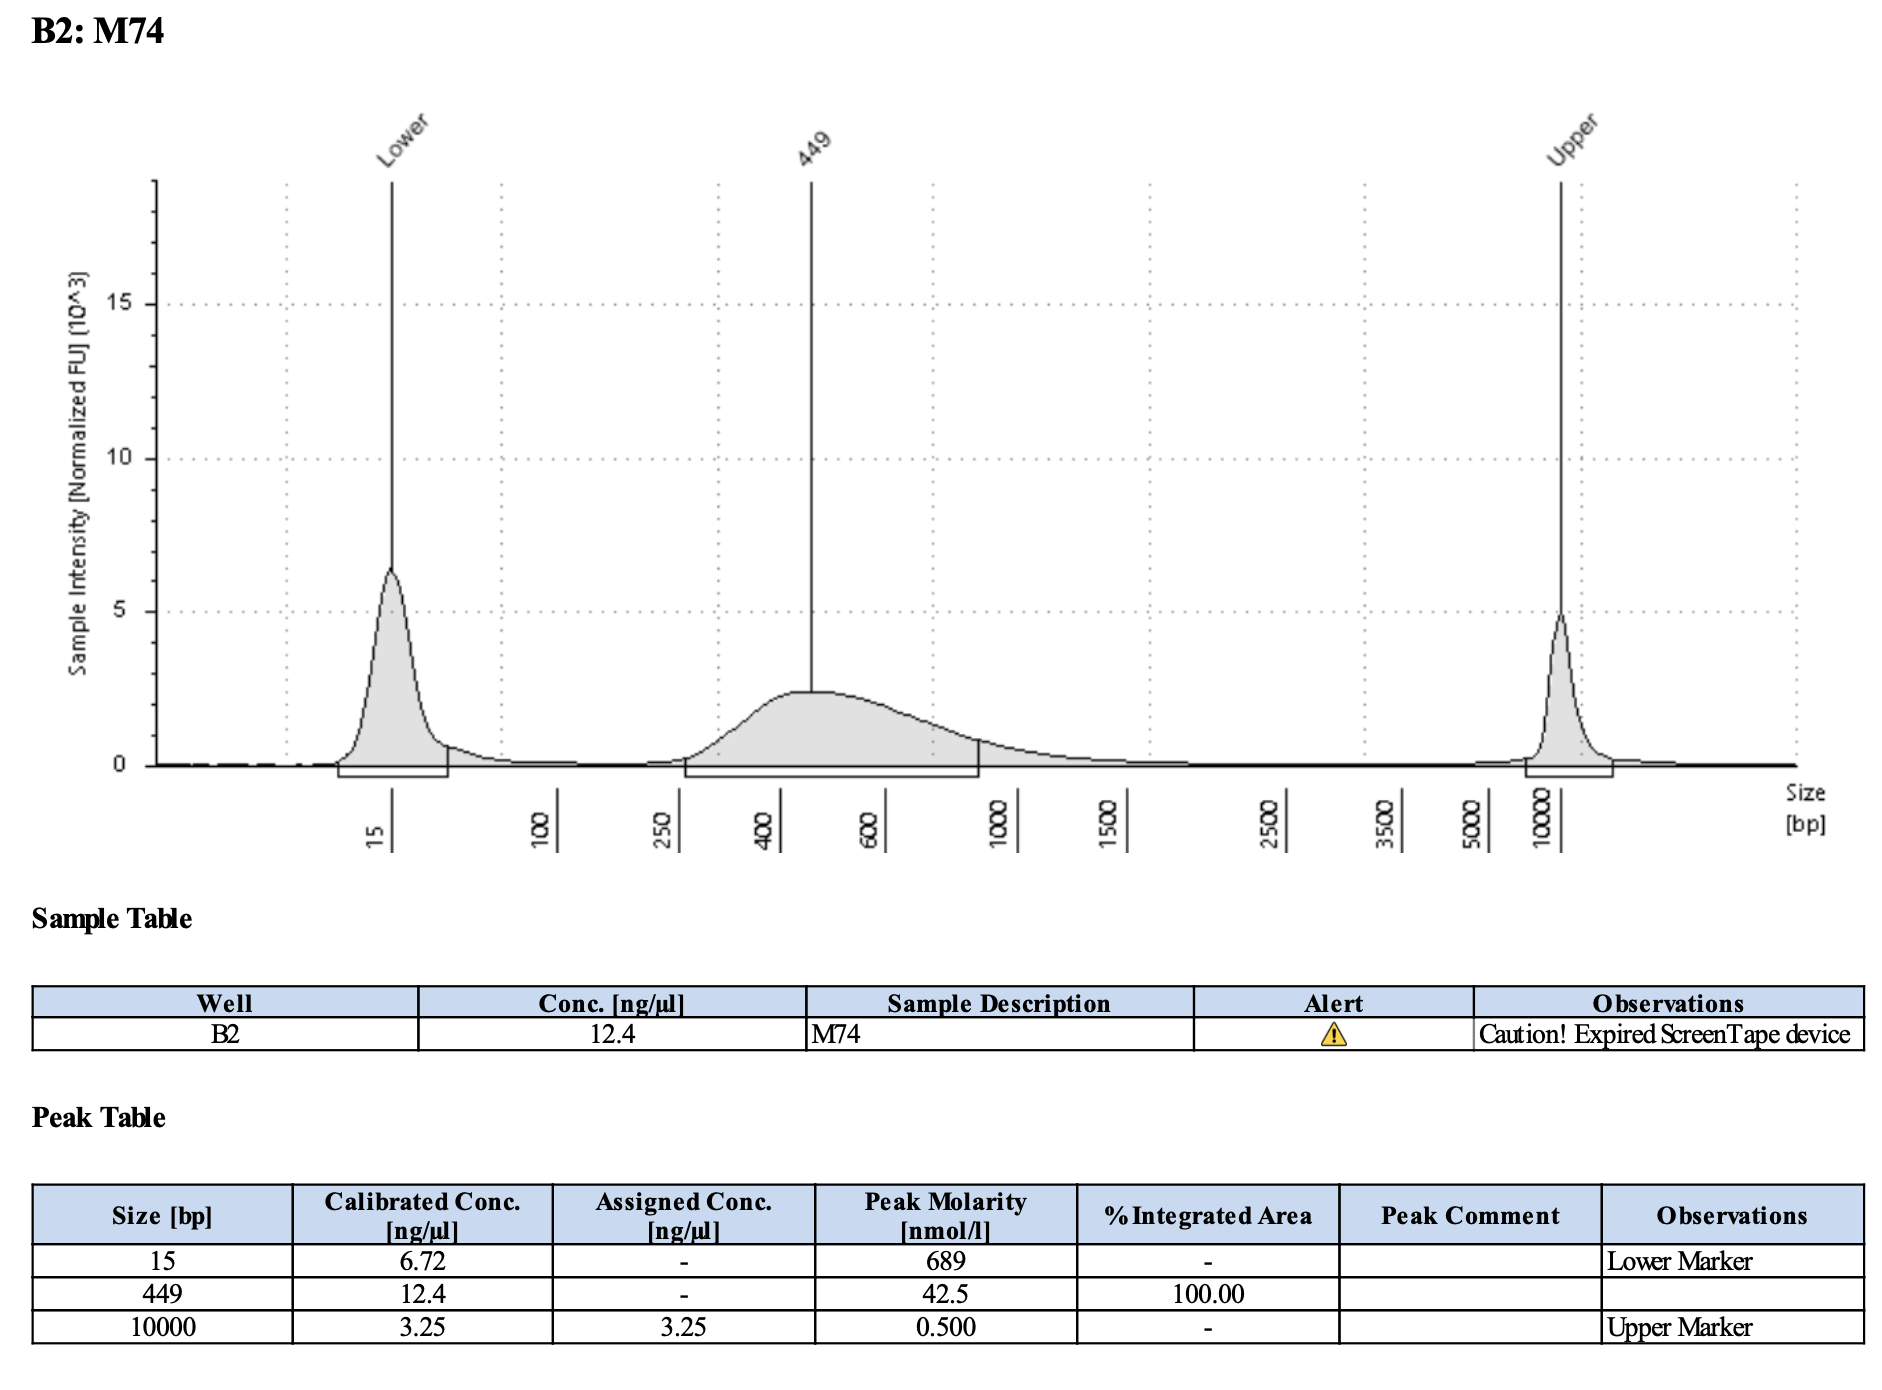 B2: M74
Lower
449
Upper
Sample Intensity [Normalized FU] (10^3)
15
10
5
0
15
100
250
400
600
1000
1500
2500
3500
5000
10000
Size
[bp]
Sample Table
Well Conc. [ng/µl] Sample Description Alert Observations
B2 12.4 M74 Caution! Expired ScreenTape device
Peak Table
Size [bp] Calibrated Conc. [ng/µl] Assigned Conc. [ng/µl] Peak Molarity [nmol/l] % Integrated Area Peak Comment Observations
15 6.72 - 689 - Lower Marker
449 12.4 - 42.5 100.00
10000 3.25 3.25 0.500 - Upper Marker